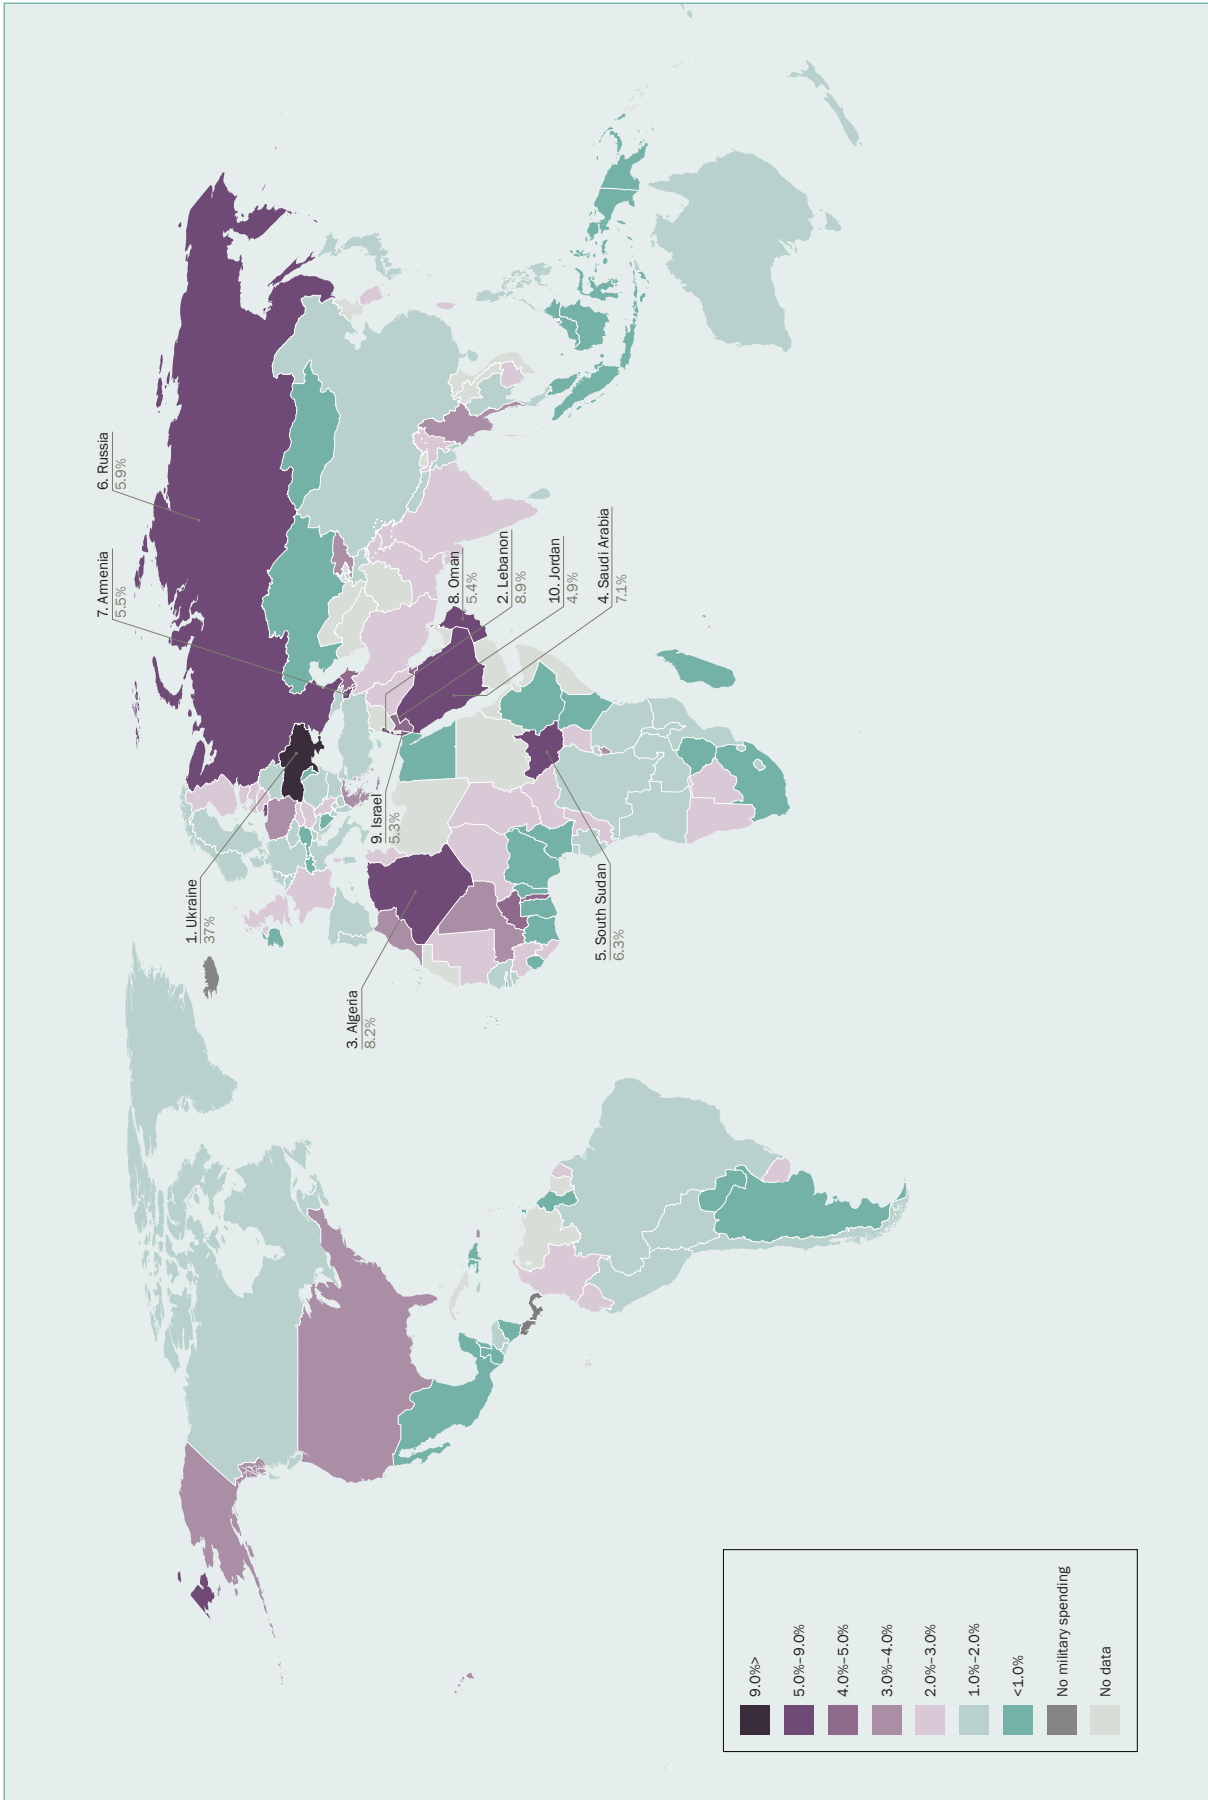 6. Russia
5.9%
7. Armenia
5.5%
8. Oman
5.4%
2. Lebanon
8.9%
10. Jordan
4.9%
4. Saudi Arabia
7.1%
1. Ukraine
37%
9. Israel
5.3%
5. South Sudan
6.3%
3. Algeria
8.2%
9.0%>
5.0%–9.0%
4.0%–5.0%
3.0%–4.0%
2.0%–3.0%
1.0%–2.0%
<1.0%
No military spending
No data